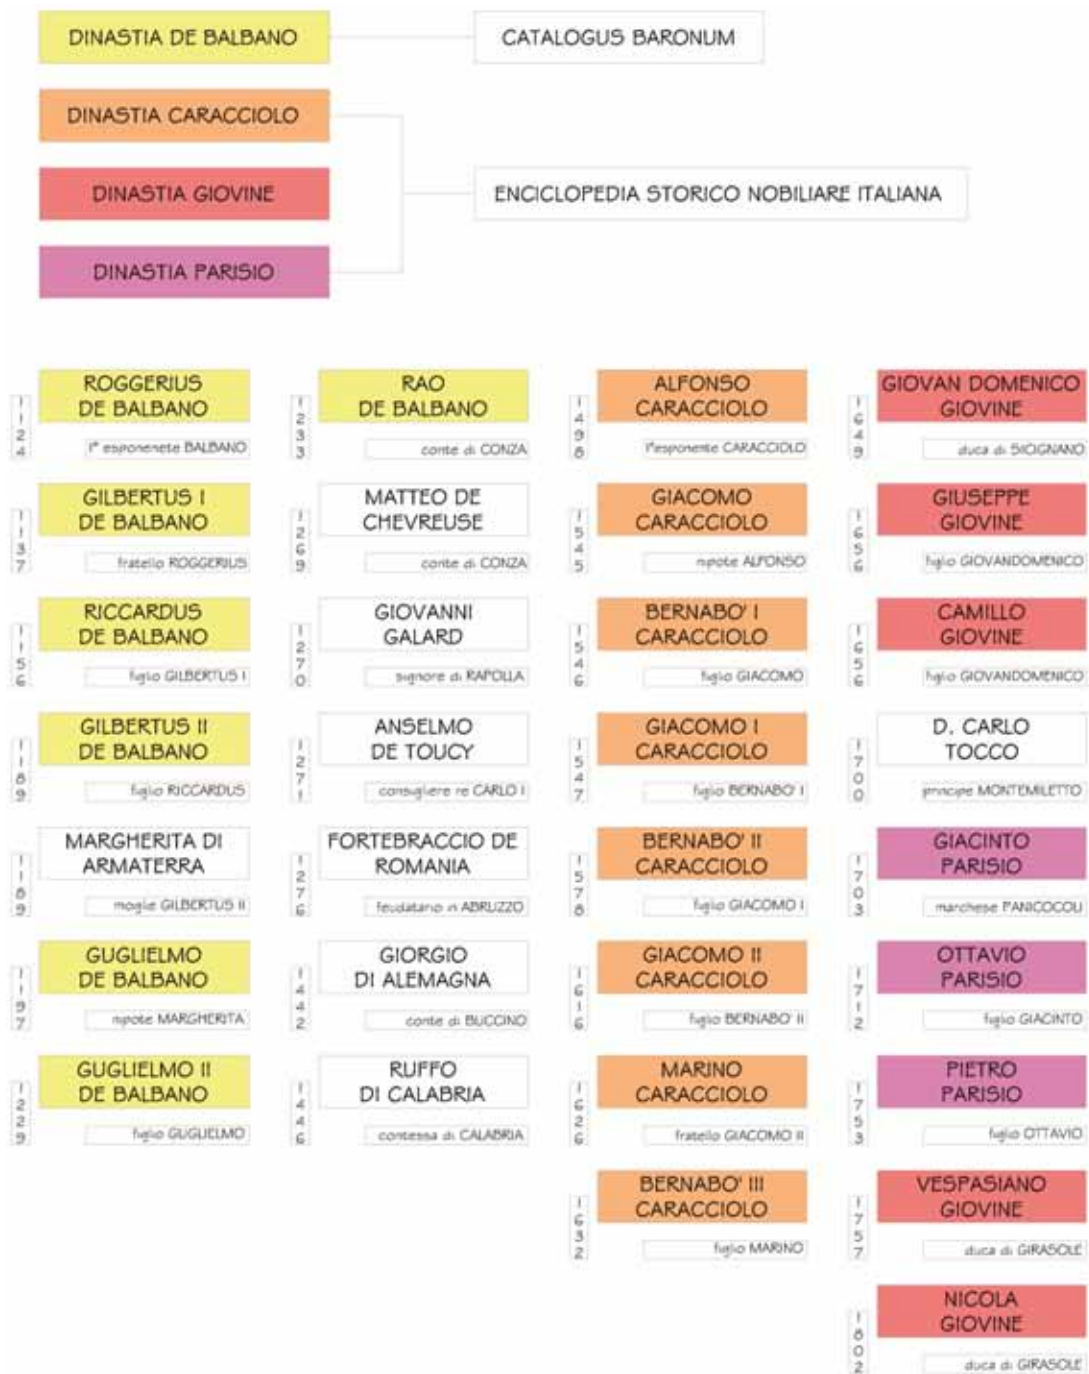 DINASTIA DE BALBANO
CATALOGUS BARONUM
DINASTIA CARACCIOLO
DINASTIA GIOVINE
ENCICLOPEDIA STORICO NOBILIARE ITALIANA
DINASTIA PARISIO
1124
ROGGERIUS
DE BALBANO
1° esponenete BALBANO
1137
GILBERTUS I
DE BALBANO
fratello ROGGERIUS
1156
RICCARDUS
DE BALBANO
figlio GILBERTUS I
1189
GILBERTUS II
DE BALBANO
figlio RICCARDUS
1189
MARGHERITA DI
ARMATERRA
moglie GILBERTUS II
1197
GUGLIELMO
DE BALBANO
nipote MARGHERITA
1229
GUGLIELMO II
DE BALBANO
figlio GUGLIELMO
1233
RAO
DE BALBANO
conte di CONZA
1269
MATTEO DE
CHEVREUSE
conte di CONZA
1270
GIOVANNI
GALARD
signore di RAPOLLA
1271
ANSELMO
DE TOUCY
consigliere re CARLO I
1276
FORTEBRACCIO DE
ROMANIA
feudatario in ABRUZZO
1442
GIORGIO
DI ALEMAGNA
conte di BUCCINO
1446
RUFFO
DI CALABRIA
contessa di CALABRIA
1498
ALFONSO
CARACCIOLO
1°esponente CARACCIOLO
1545
GIACOMO
CARACCIOLO
nipote ALFONSO
1546
BERNABO' I
CARACCIOLO
figlio GIACOMO
1547
GIACOMO I
CARACCIOLO
figlio BERNABO' I
1578
BERNABO' II
CARACCIOLO
figlio GIACOMO I
1616
GIACOMO II
CARACCIOLO
figlio BERNABO' II
1626
MARINO
CARACCIOLO
fratello GIACOMO II
1632
BERNABO' III
CARACCIOLO
figlio MARINO
1649
GIOVAN DOMENICO
GIOVINE
duca di SICIGNANO
1656
GIUSEPPE
GIOVINE
figlio GIOVANDOMENICO
1656
CAMILLO
GIOVINE
figlio GIOVANDOMENICO
1700
D. CARLO
TOCCO
principe MONTEMILETTO
1703
GIACINTO
PARISIO
marchese PANICOCOLI
1712
OTTAVIO
PARISIO
figlio GIACINTO
1753
PIETRO
PARISIO
figlio OTTAVIO
1757
VESPASIANO
GIOVINE
duca di GIRASOLE
1802
NICOLA
GIOVINE
duca di GIRASOLE